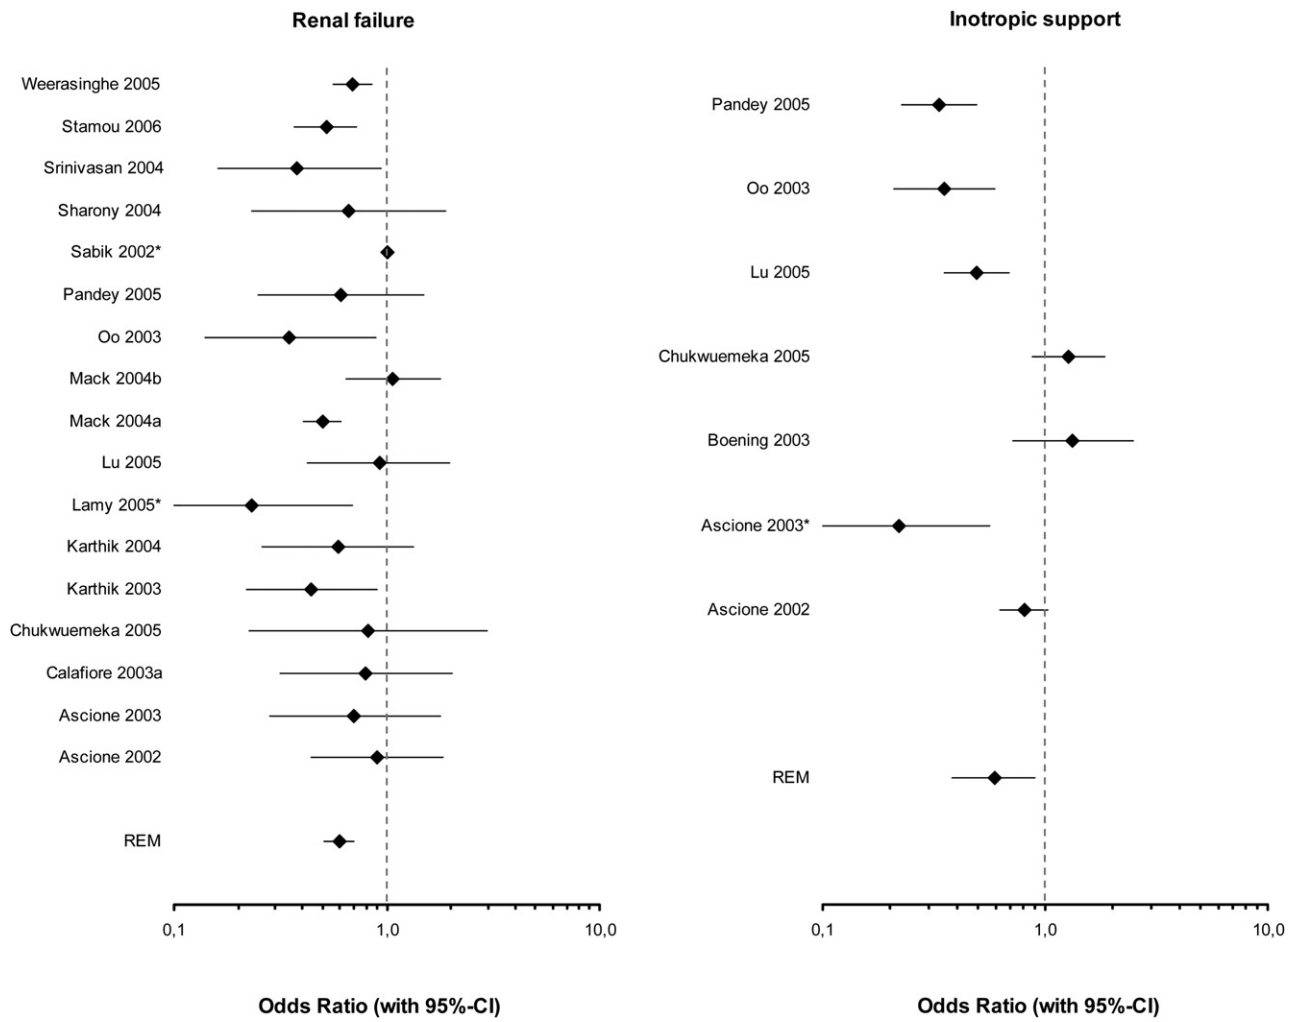 Renal failure
Weerasinghe 2005
Stamou 2006
Srinivasan 2004
Sharony 2004
Sabik 2002*
Pandey 2005
Oo 2003
Mack 2004b
Mack 2004a
Lu 2005
Lamy 2005*
Karthik 2004
Karthik 2003
Chukwuemeka 2005
Calafiore 2003a
Ascione 2003
Ascione 2002
REM
0,1 1,0 10,0
Odds Ratio (with 95%-CI)
Inotropic support
Pandey 2005
Oo 2003
Lu 2005
Chukwuemeka 2005
Boening 2003
Ascione 2003*
Ascione 2002
REM
0,1 1,0 10,0
Odds Ratio (with 95%-CI)